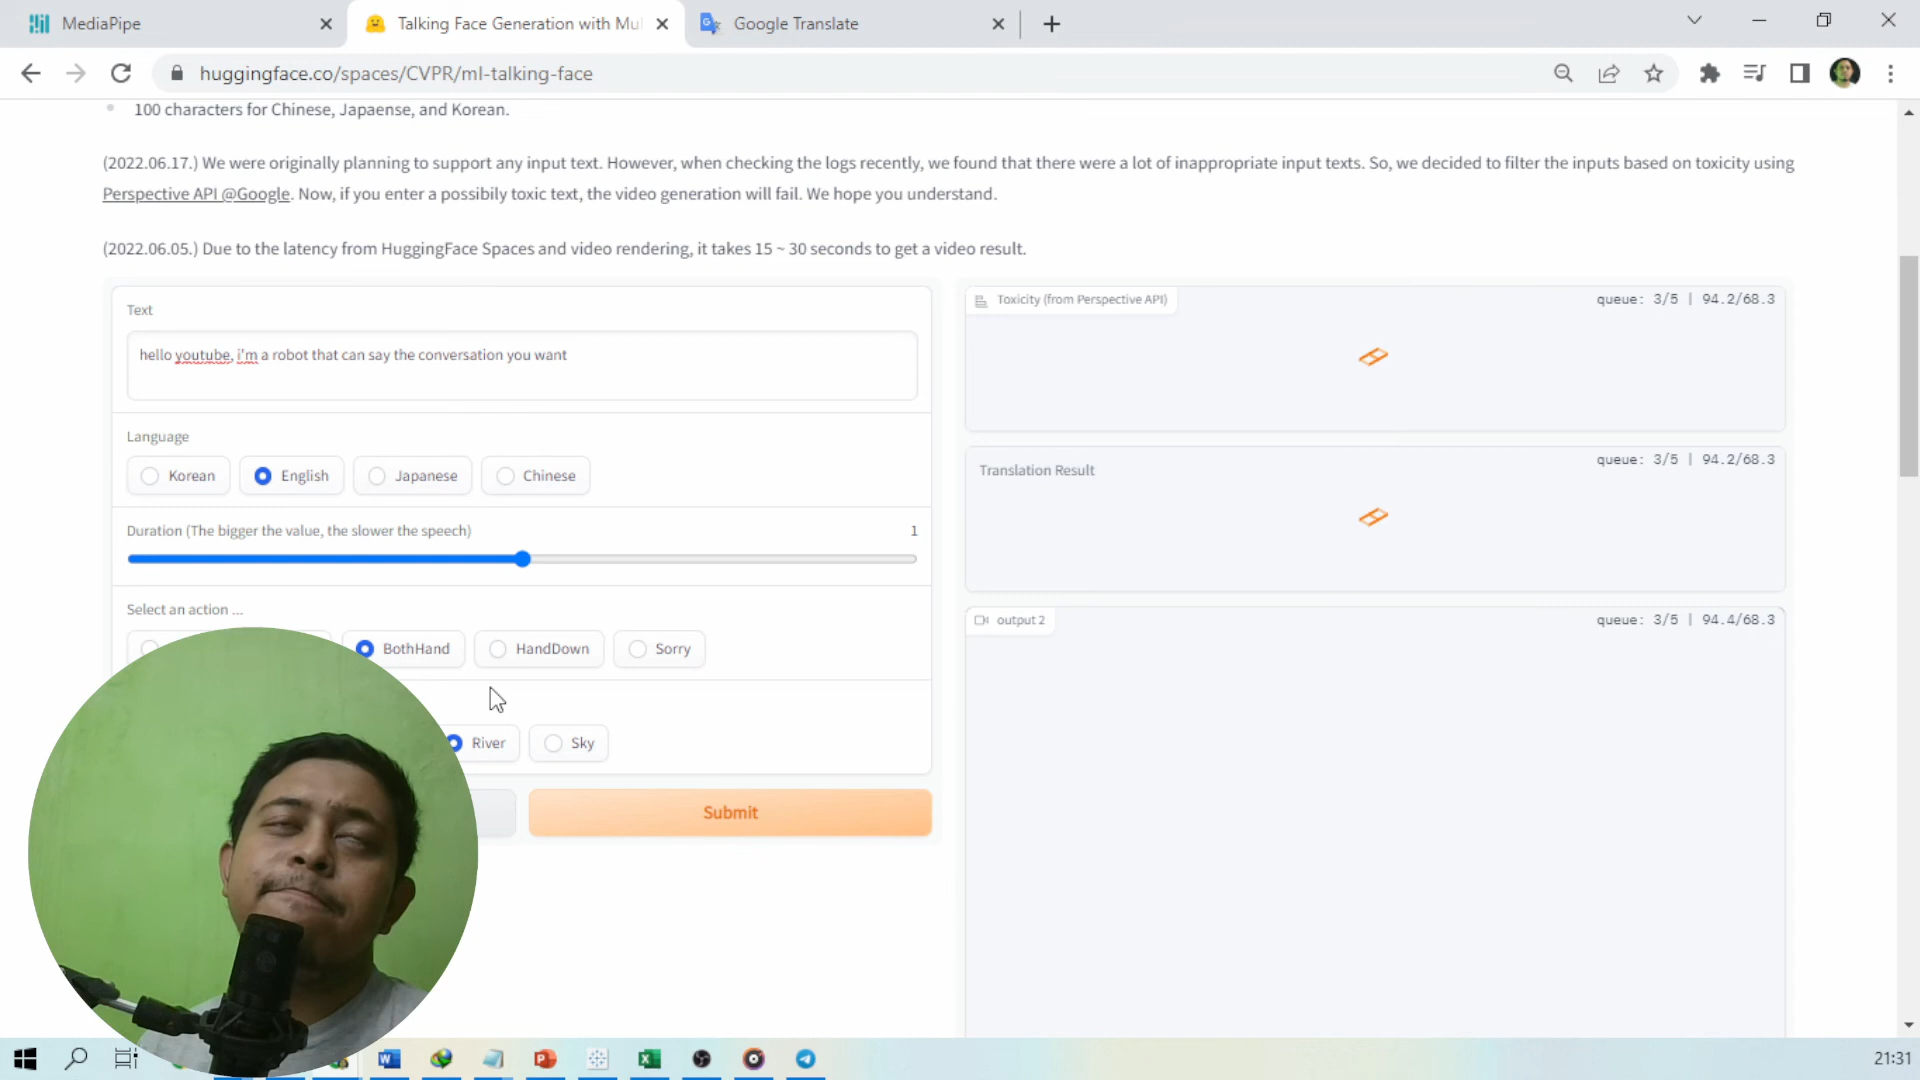 MediaPipe
Talking Face Generation with Mul
Google Translate
huggingface.co/spaces/CVPR/ml-talking-face
100 characters for Chinese, Japaense, and Korean.
(2022.06.17.) We were originally planning to support any input text. However, when checking the logs recently, we found that there were a lot of inappropriate input texts. So, we decided to filter the inputs based on toxicity using
Perspective API @Google. Now, if you enter a possibily toxic text, the video generation will fail. We hope you understand.
(2022.06.05.) Due to the latency from HuggingFace Spaces and video rendering, it takes 15 ~ 30 seconds to get a video result.
Text
hello youtube, i'm a robot that can say the conversation you want
Language
Korean
English
Japanese
Chinese
Duration (The bigger the value, the slower the speech)
1
Select an action ...
BothHand
HandDown
Sorry
River
Sky
Submit
Toxicity (from Perspective API)
queue: 3/5 | 94.2/68.3
Translation Result
queue: 3/5 | 94.2/68.3
output 2
queue: 3/5 | 94.4/68.3
21:31